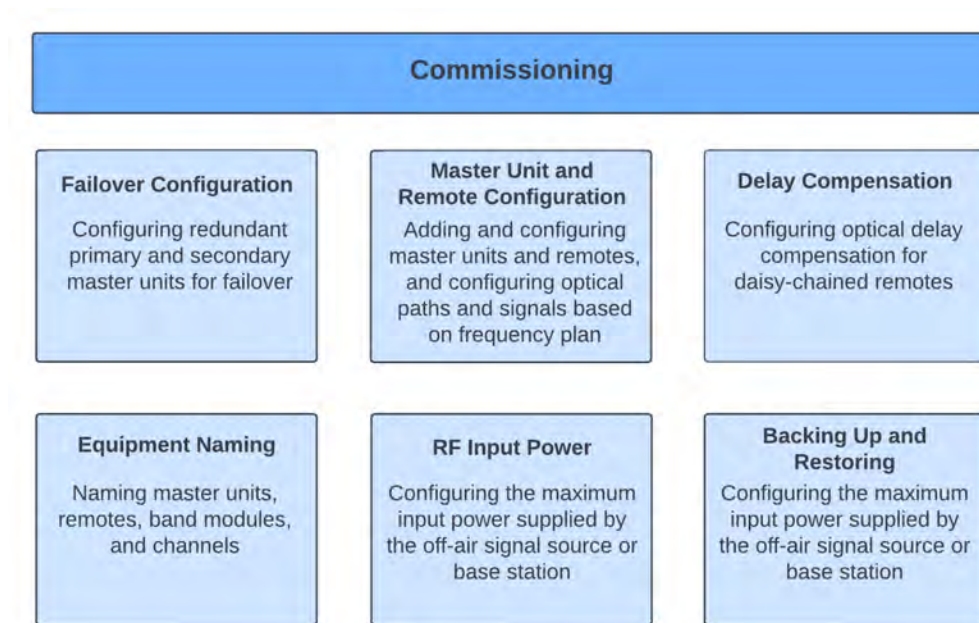 Commissioning
Failover Configuration
Configuring redundant
primary and secondary
master units for failover
Master Unit and
Remote Configuration
Adding and configuring
master units and remotes,
and configuring optical
paths and signals based
on frequency plan
Delay Compensation
Configuring optical delay
compensation for
daisy-chained remotes
Equipment Naming
Naming master units,
remotes, band modules,
and channels
RF Input Power
Configuring the maximum
input power supplied by
the off-air signal source or
base station
Backing Up and
Restoring
Configuring the maximum
input power supplied by
the off-air signal source or
base station